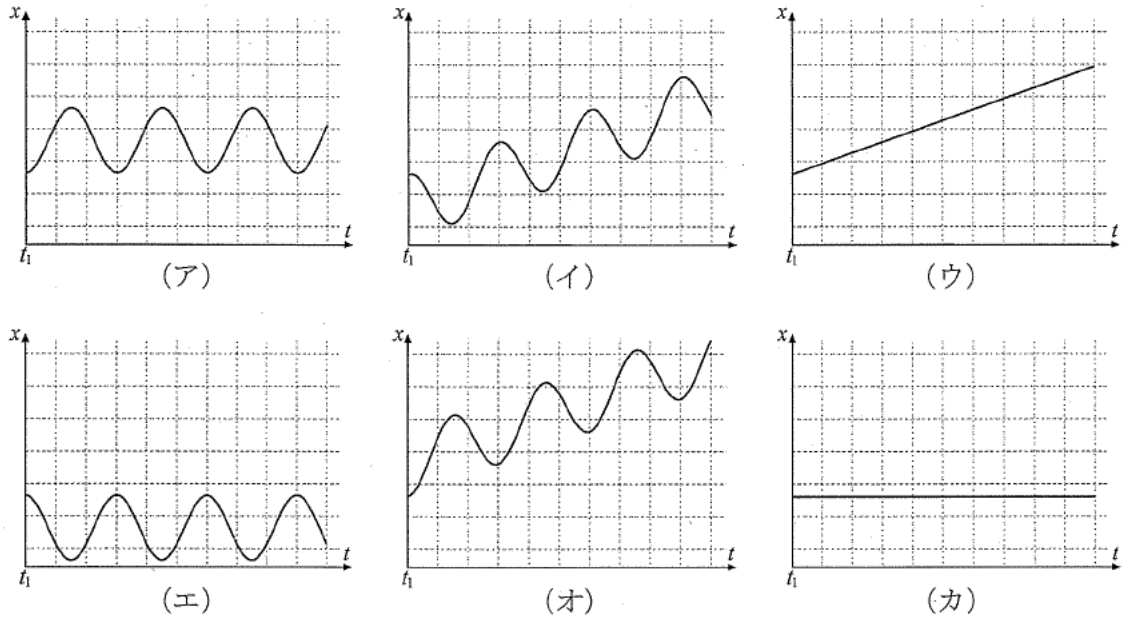 x x x
t t t
t₁ t₁ t₁
(ア) (イ) (ウ)
x x x
t t t
t₁ t₁ t₁
(エ) (オ) (カ)